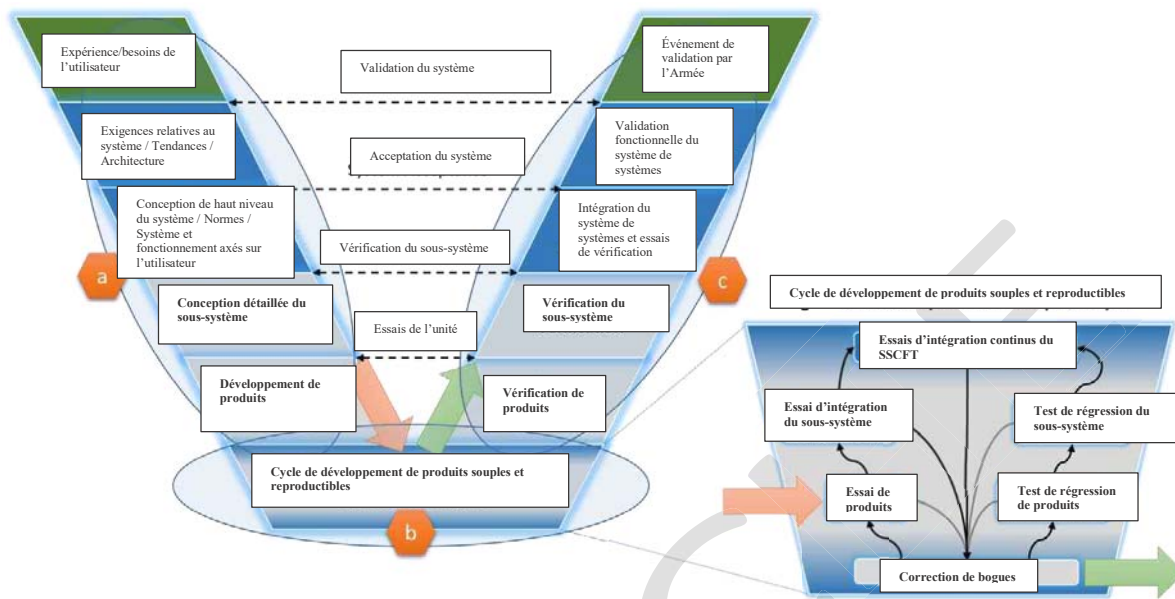 Expérience/besoins de
l'utilisateur
Validation du système
Événement de
validation par
l'Armée
Exigences relatives au
système / Tendances /
Architecture
Acceptation du système
Validation
fonctionnelle du
système de
systèmes
Conception de haut niveau
du système / Normes /
Système et
fonctionnement axés sur
l'utilisateur
Vérification du sous-système
Intégration du
système de
systèmes et essais
de vérification
a
c
Conception détaillée du
sous-système
Essais de l'unité
Vérification du
sous-système
Développement de
produits
Vérification de
produits
Cycle de développement de produits souples et
reproductibles
b
Cycle de développement de produits souples et reproductibles
Essais d'intégration continus du
SSCFT
Essai d'intégration
du sous-système
Test de régression du
sous-système
Essai de
produits
Test de régression
de produits
Correction de bogues